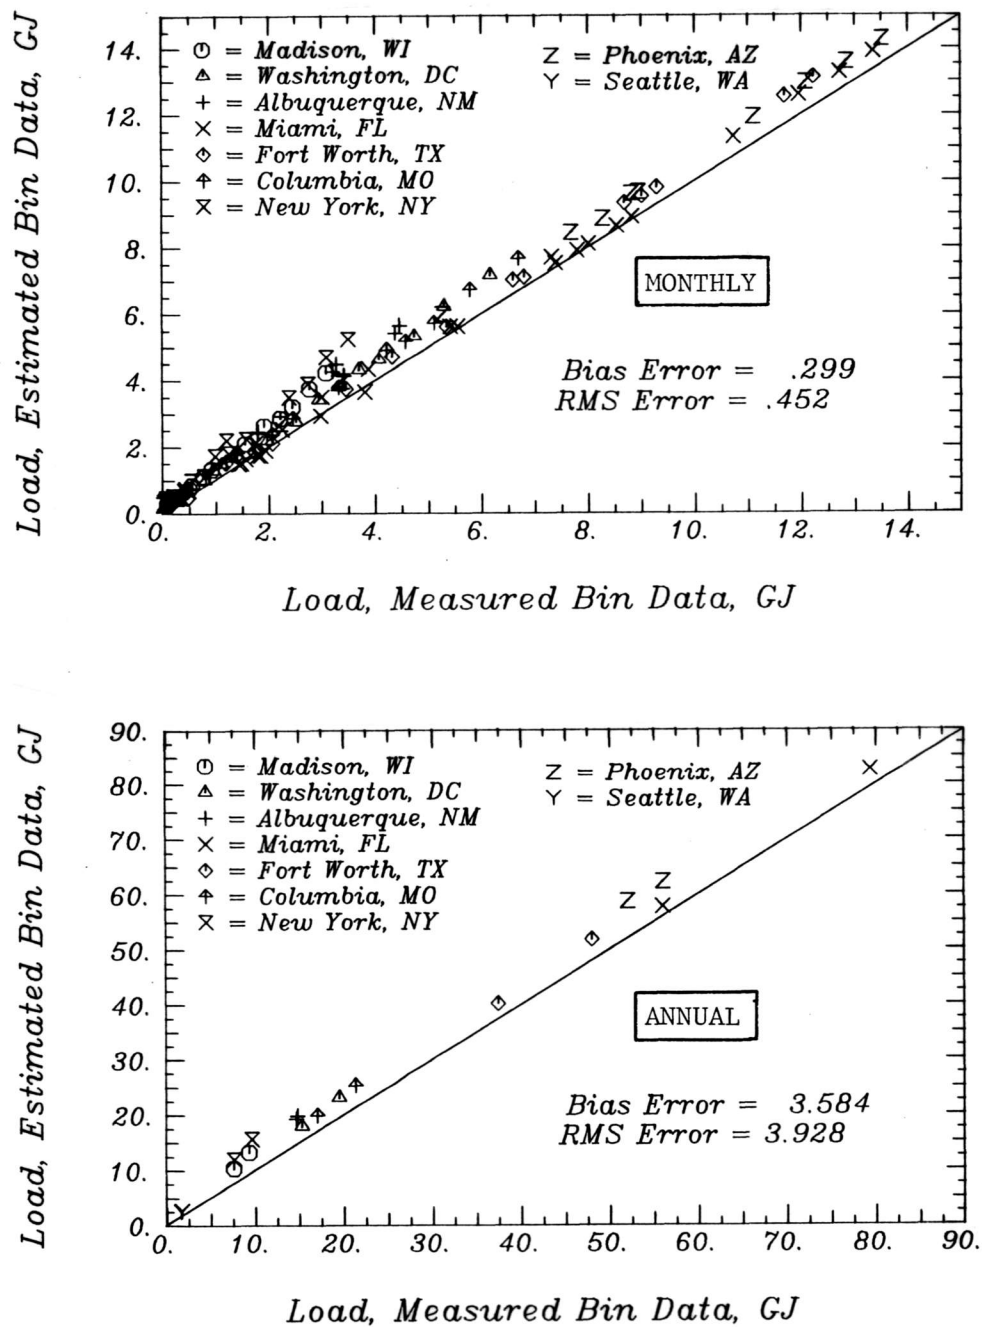 Load, Estimated Bin Data, GJ
14.
12.
10.
8.
6.
4.
2.
0.
= Madison, WI
= Washington, DC
+ = Albuquerque, NM
× = Miami, FL
= Fort Worth, TX
= Columbia, MO
= New York, NY
Z = Phoenix, AZ
Y = Seattle, WA
MONTHLY
Bias Error = .299
RMS Error = .452
0. 2. 4. 6. 8. 10. 12. 14.
Load, Measured Bin Data, GJ
Load, Estimated Bin Data, GJ
90.
80.
70.
60.
50.
40.
30.
20.
10.
0.
= Madison, WI
= Washington, DC
+ = Albuquerque, NM
× = Miami, FL
= Fort Worth, TX
= Columbia, MO
= New York, NY
Z = Phoenix, AZ
Y = Seattle, WA
ANNUAL
Bias Error = 3.584
RMS Error = 3.928
0. 10. 20. 30. 40. 50. 60. 70. 80. 90.
Load, Measured Bin Data, GJ